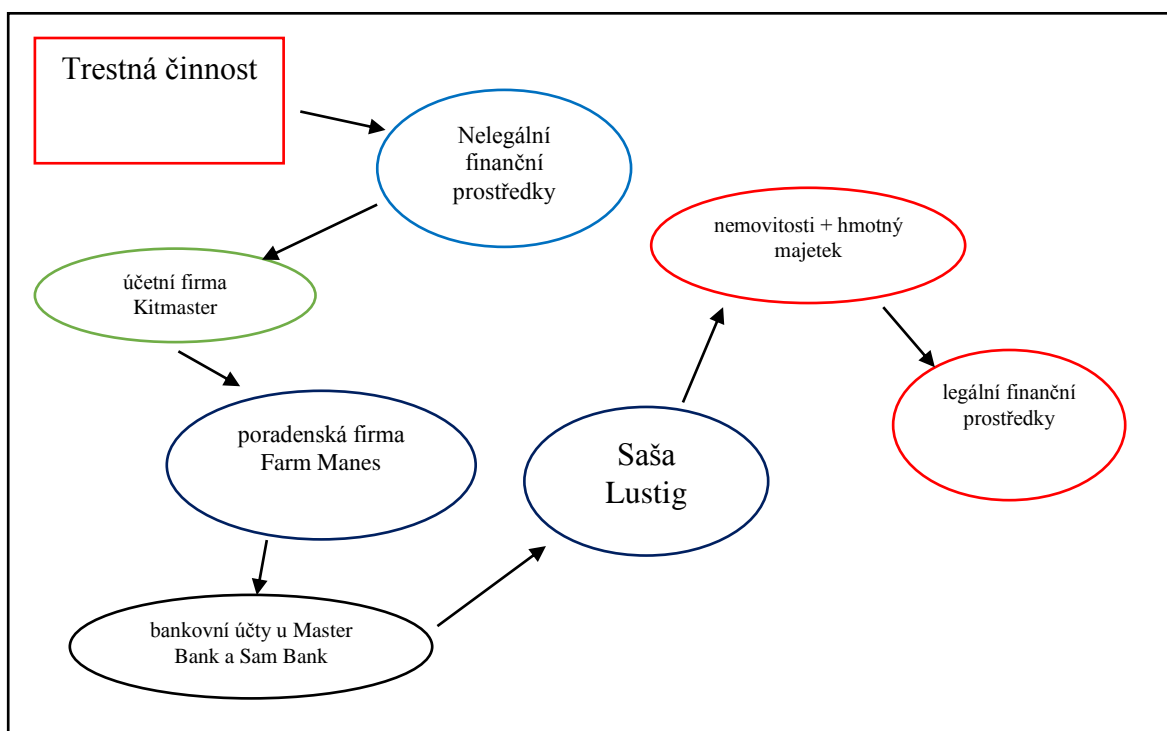 Trestná činnost
Nelegální
finanční
prostředky
účetní firma
Kitmaster
poradenská firma
Farm Manes
bankovní účty u Master
Bank a Sam Bank
Saša
Lustig
nemovitosti + hmotný
majetek
legální finanční
prostředky